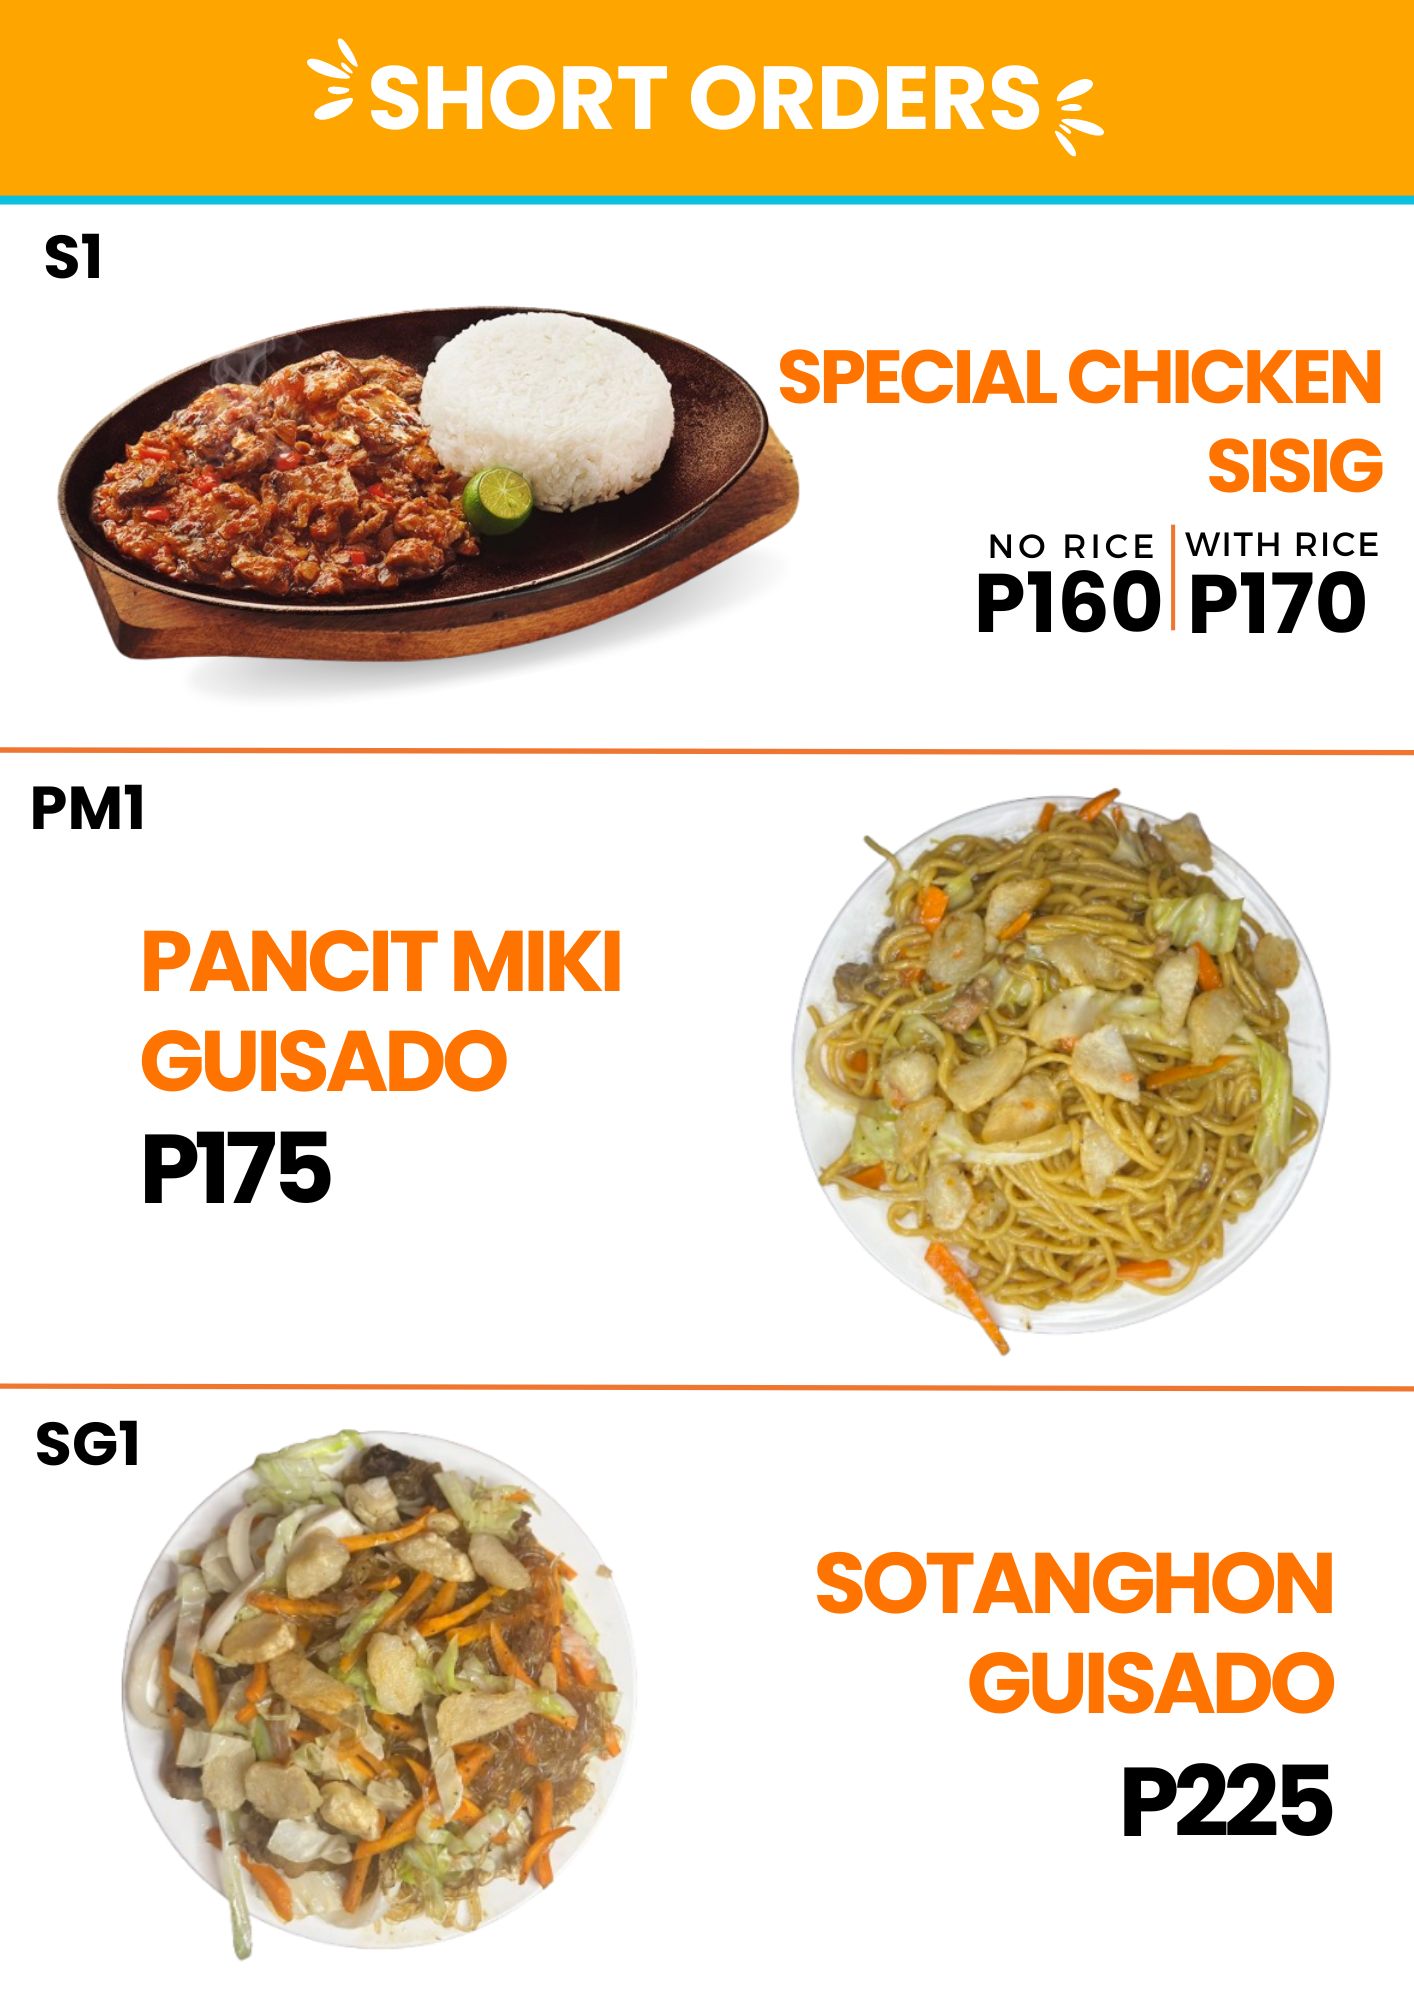 SHORT ORDERS
S1
SPECIAL CHICKEN
SISIG
NO RICE WITH RICE
P160 P170
PM1
PANCIT MIKI
GUISADO
P175
SG1
SOTANGHON
GUISADO
P225